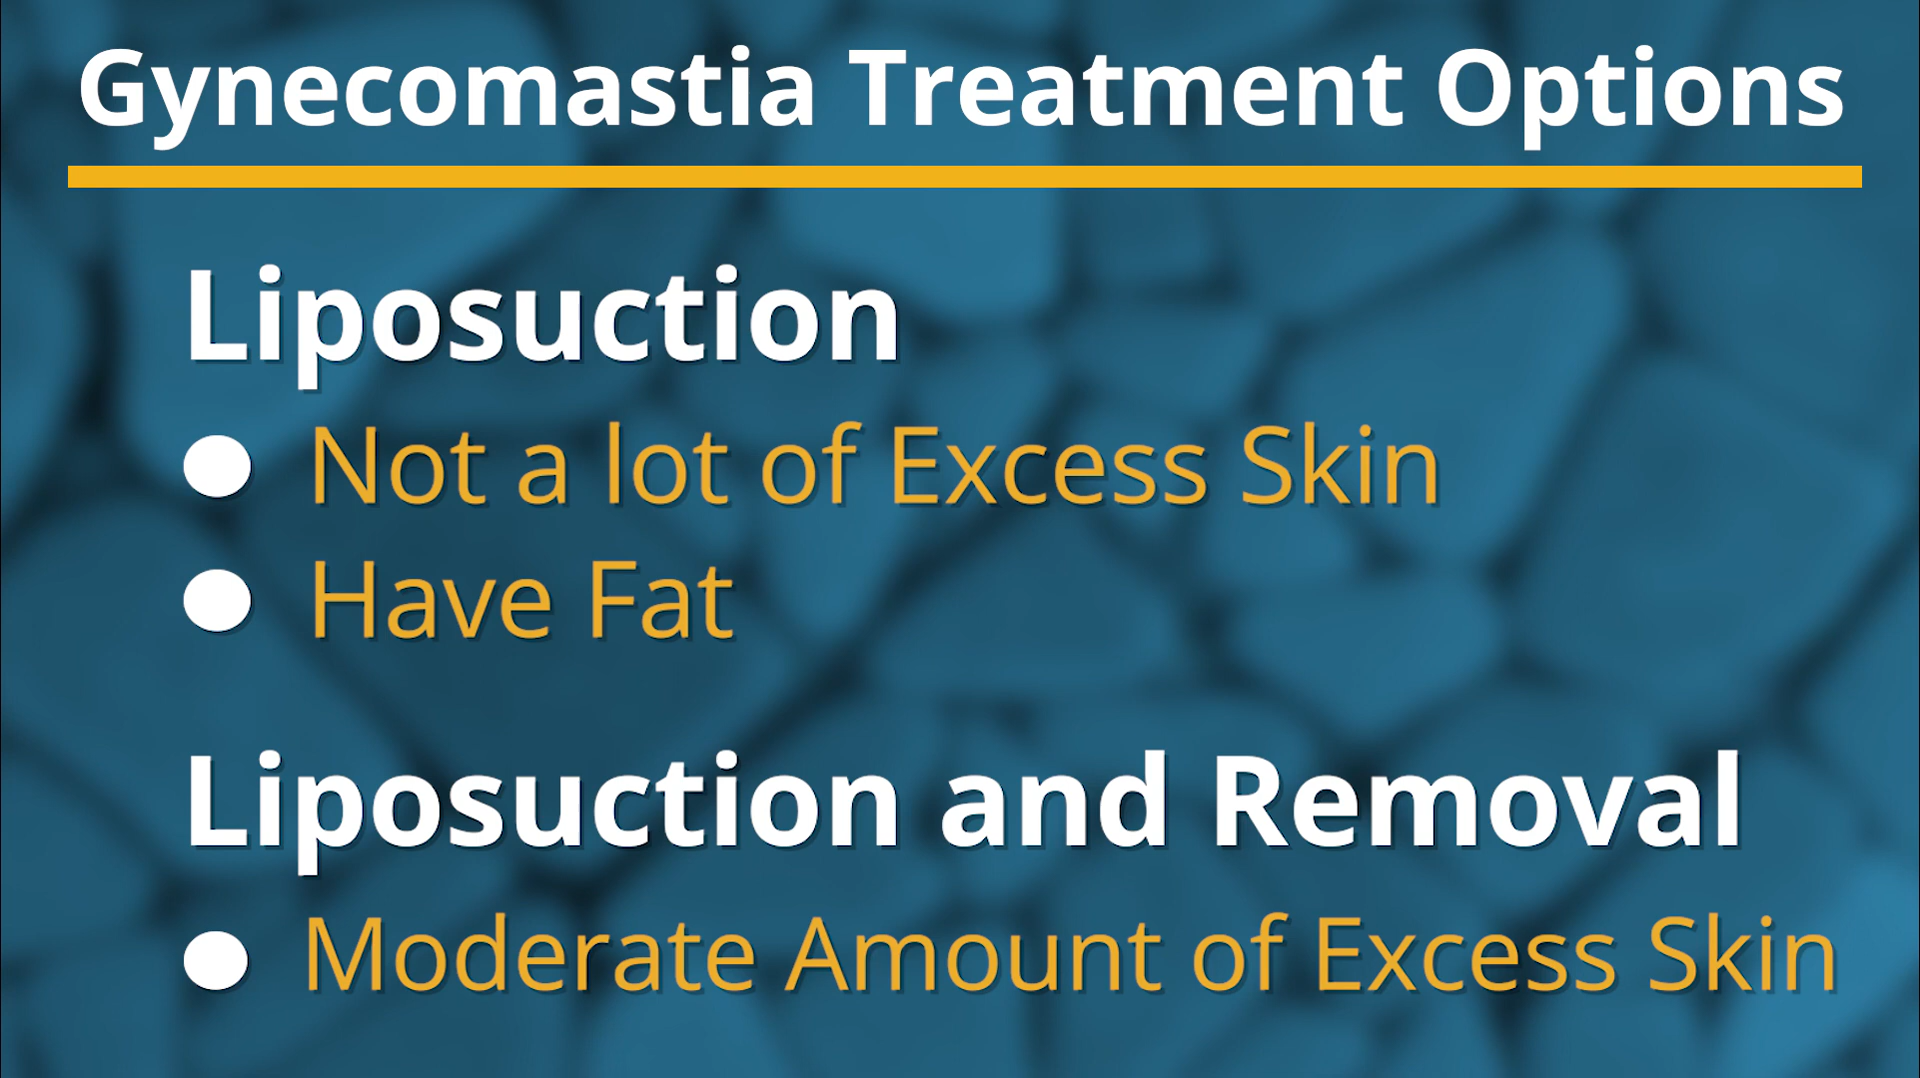 Gynecomastia Treatment Options
Liposuction
● Not a lot of Excess Skin
● Have Fat
Liposuction and Removal
● Moderate Amount of Excess Skin